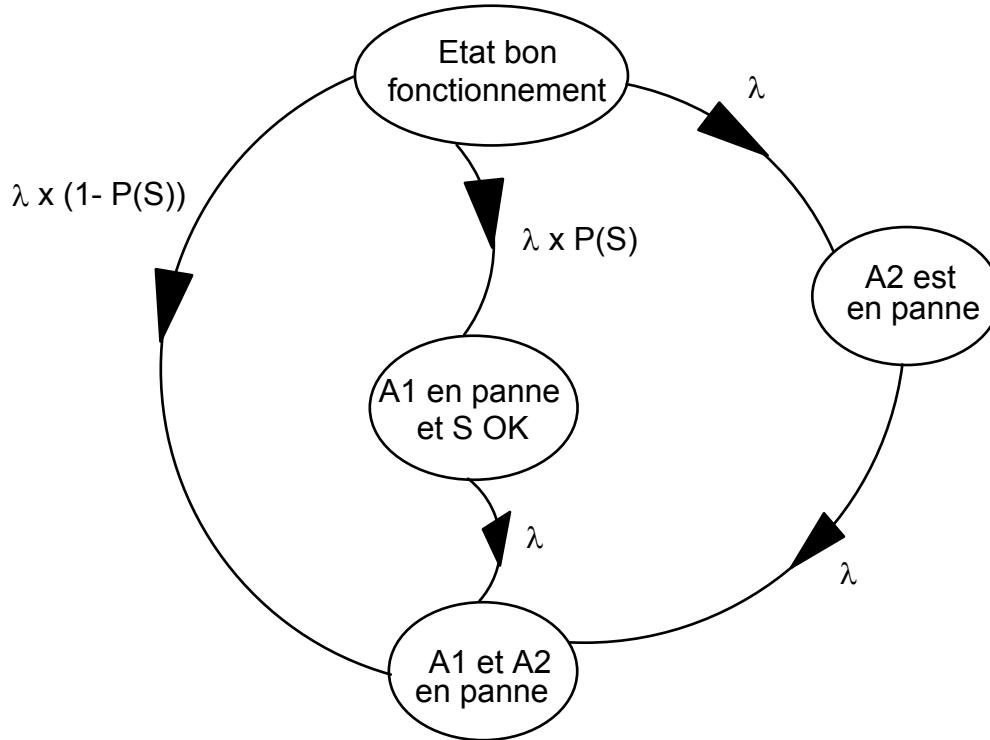 Etat bon
fonctionnement
λ
λ x (1- P(S))
λ x P(S)
A2 est
en panne
A1 en panne
et S OK
λ
λ
A1 et A2
en panne